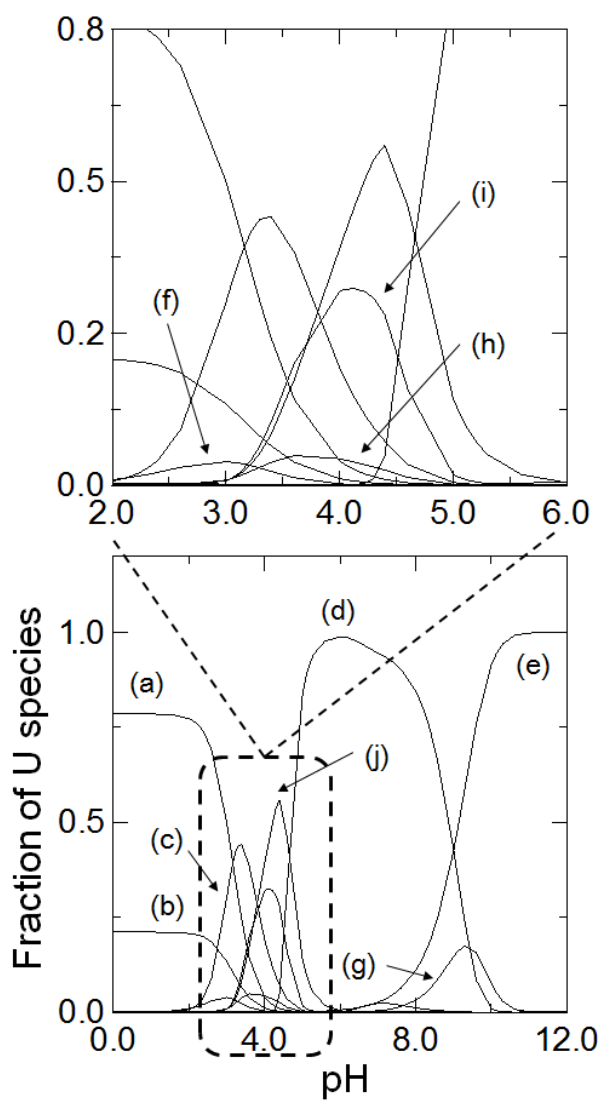 0.8
0.5
(i)
(f)
0.2
(h)
0.0
2.0 3.0 4.0 5.0 6.0
(d)
1.0
(e)
(a)
(j)
Fraction of U species
0.5
(c)
(b)
(g)
0.0
0.0 4.0 8.0 12.0
pH